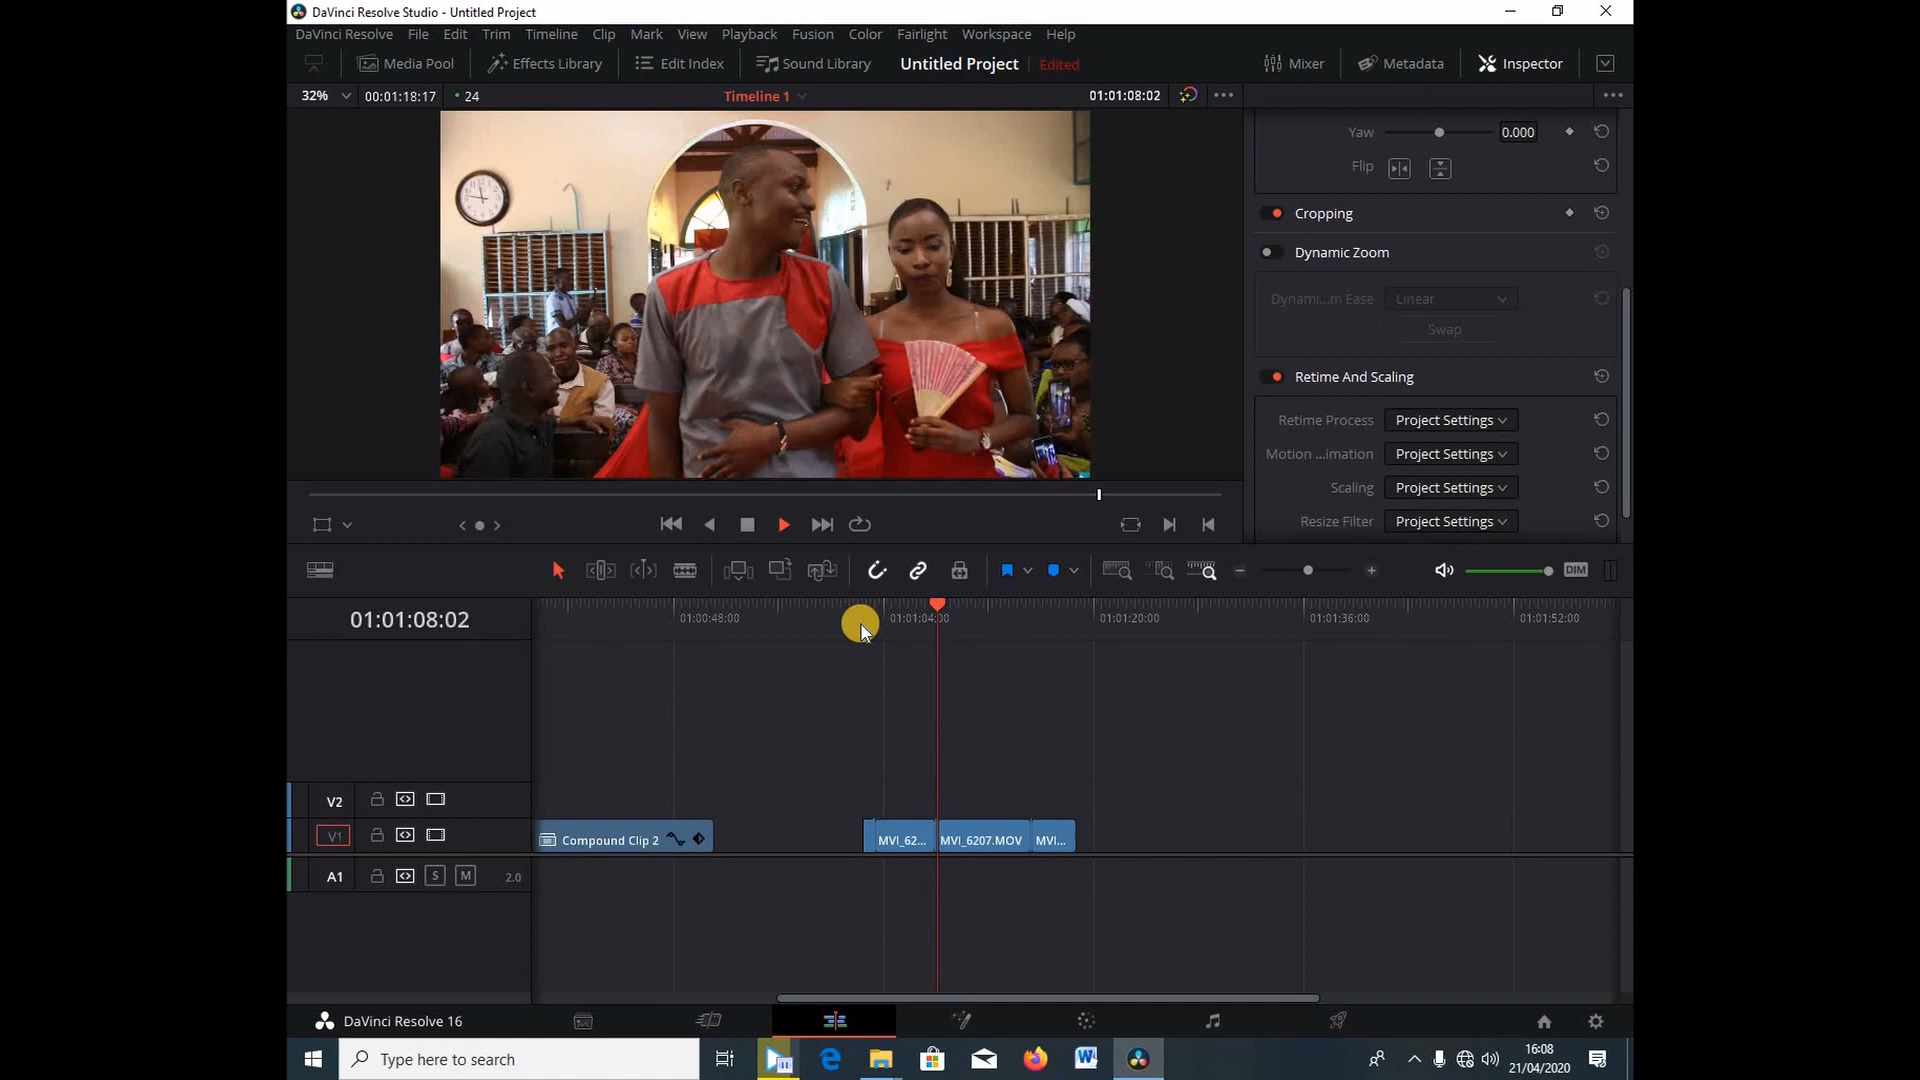 DaVinci Resolve Studio - Untitled Project
DaVinci Resolve File Edit Trim Timeline Clip Mark View Playback Fusion Color Fairlight Workspace Help
Media Pool Effects Library Edit Index Sound Library Untitled Project Edited Mixer Metadata Inspector
32% 00:01:18:17 24 Timeline 1 01:01:08:02
Yaw 0.000
Flip
Cropping
Dynamic Zoom
Dynami...m Ease Linear
Swap
Retime And Scaling
Retime Process Project Settings
Motion ...imation Project Settings
Scaling Project Settings
Resize Filter Project Settings
DIM
01:01:08:02 01:00:48:00 01:01:04:00 01:01:20:00 01:01:36:00 01:01:52:00
V2
V1 Compound Clip 2 MVI_62... MVI_6207.MOV MVI...
A1 S M 2.0
DaVinci Resolve 16
Type here to search
16:08
21/04/2020